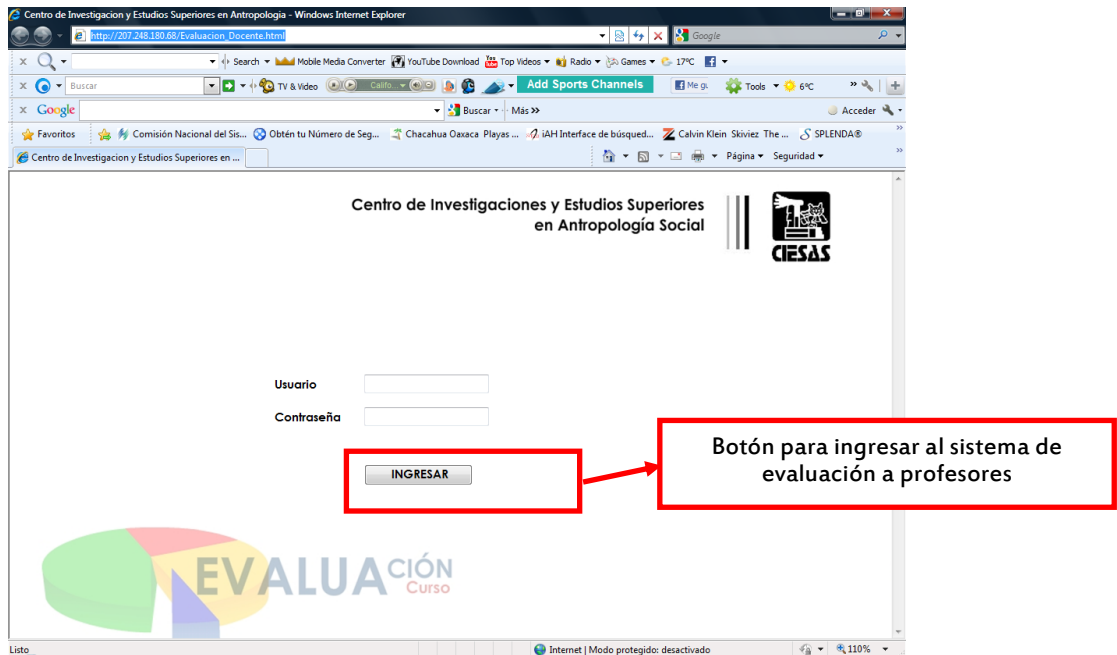 Centro de Investigacion y Estudios Superiores en Antropologia - Windows Internet Explorer
http://207.248.180.68/Evaluacion_Docente.html
Google
x Search Mobile Media Converter YouTube Download Top Videos Radio Games 17°C
x Buscar TV & Video Califo Add Sports Channels Me gu Tools 6°C »
x Google Buscar Más » Acceder
Favoritos Comisión Nacional del Sis... Obtén tu Número de Seg... Chacahua Oaxaca Playas ... iAH Interface de búsqued... Calvin Klein Skiviez The ... SPLENDA® »
Centro de Investigacion y Estudios Superiores en ... Página Seguridad »
Centro de Investigaciones y Estudios Superiores
en Antropología Social
CIESAS
Usuario
Contraseña
INGRESAR
Botón para ingresar al sistema de
evaluación a profesores
EVALUACIÓN
Curso
Listo
Internet | Modo protegido: desactivado
110%